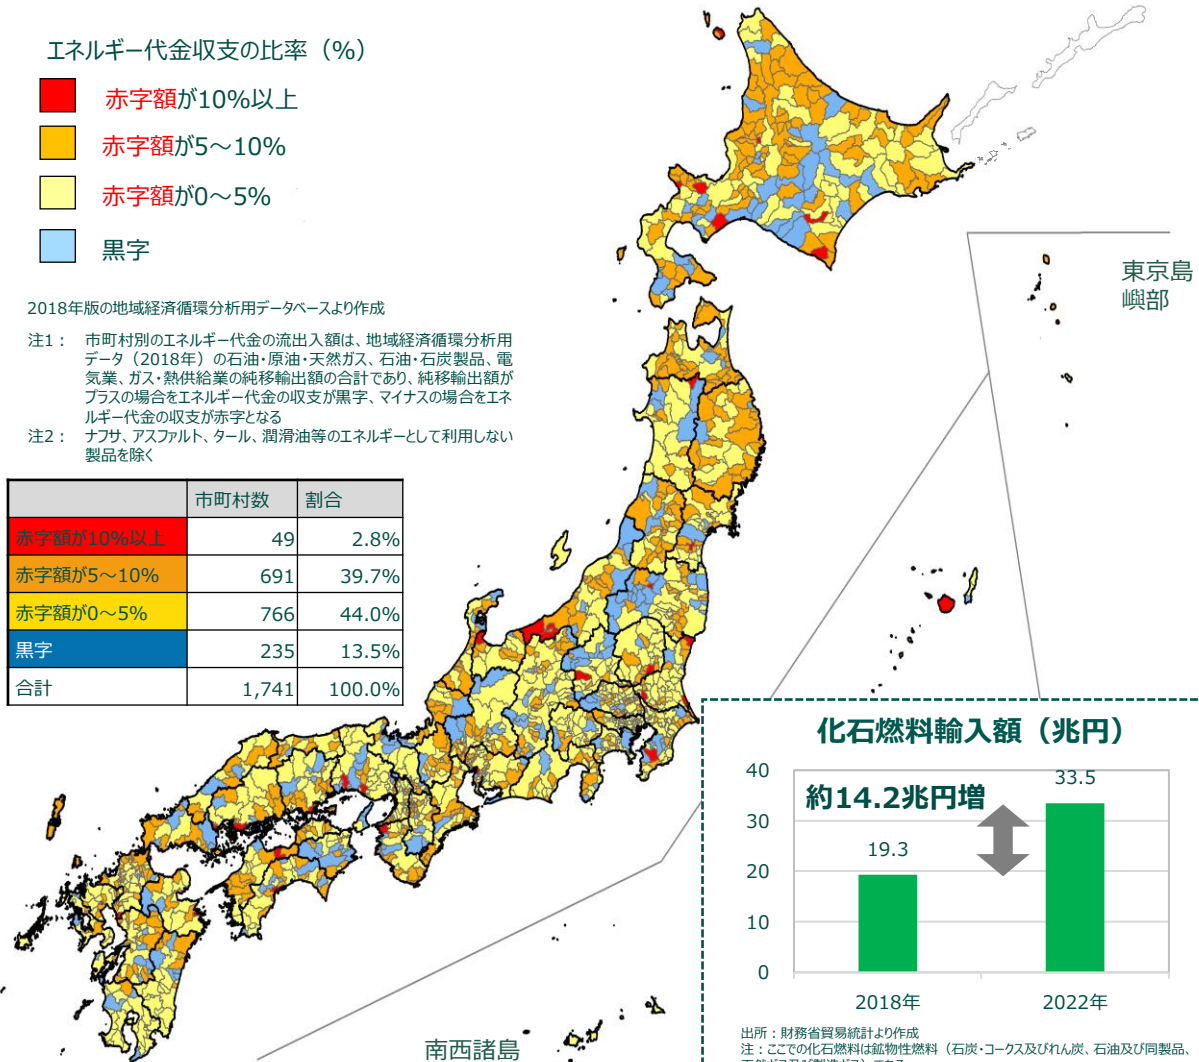 エネルギー代金収支の比率（%）
赤字額が10%以上
赤字額が5～10%
赤字額が0～5%
黒字
2018年版の地域経済循環分析用データベースより作成
注1： 市町村別のエネルギー代金の流出入額は、地域経済循環分析用
データ（2018年）の石油・原油・天然ガス、石油・石炭製品、電
気業、ガス・熱供給業の純移輸出額の合計であり、純移輸出額が
プラスの場合をエネルギー代金の収支が黒字、マイナスの場合をエネ
ルギー代金の収支が赤字となる
注2： ナフサ、アスファルト、タール、潤滑油等のエネルギーとして利用しない
製品を除く
市町村数 割合
赤字額が10%以上 49 2.8%
赤字額が5～10% 691 39.7%
赤字額が0～5% 766 44.0%
黒字 235 13.5%
合計 1,741 100.0%
東京島
嶼部
南西諸島
化石燃料輸入額（兆円）
約14.2兆円増
40
30
20
10
0
19.3
33.5
2018年 2022年
出所：財務省貿易統計より作成
注：ここでの化石燃料は鉱物性燃料（石炭・コークス及びれん炭、石油及び同製品、